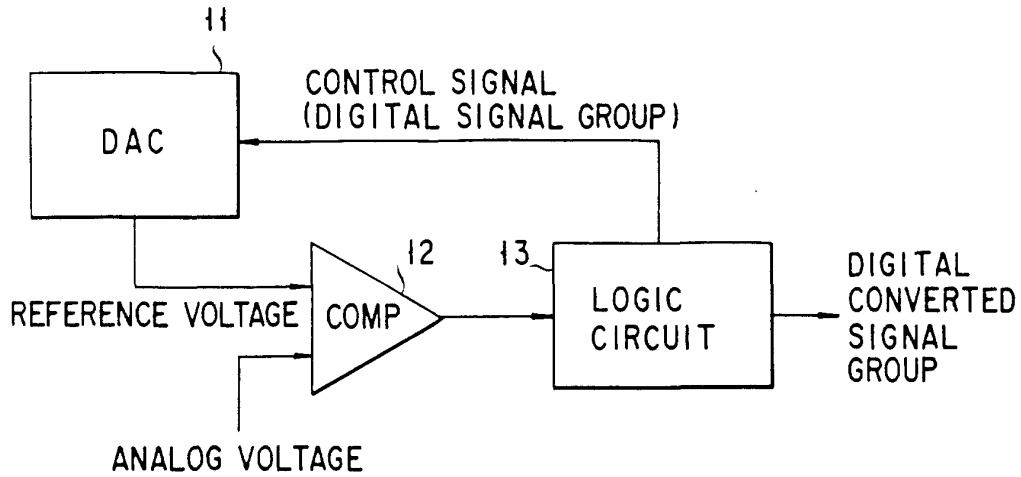 11
DAC
CONTROL SIGNAL
(DIGITAL SIGNAL GROUP)
12
COMP
REFERENCE VOLTAGE
ANALOG VOLTAGE
13
LOGIC
CIRCUIT
DIGITAL
CONVERTED
SIGNAL
GROUP